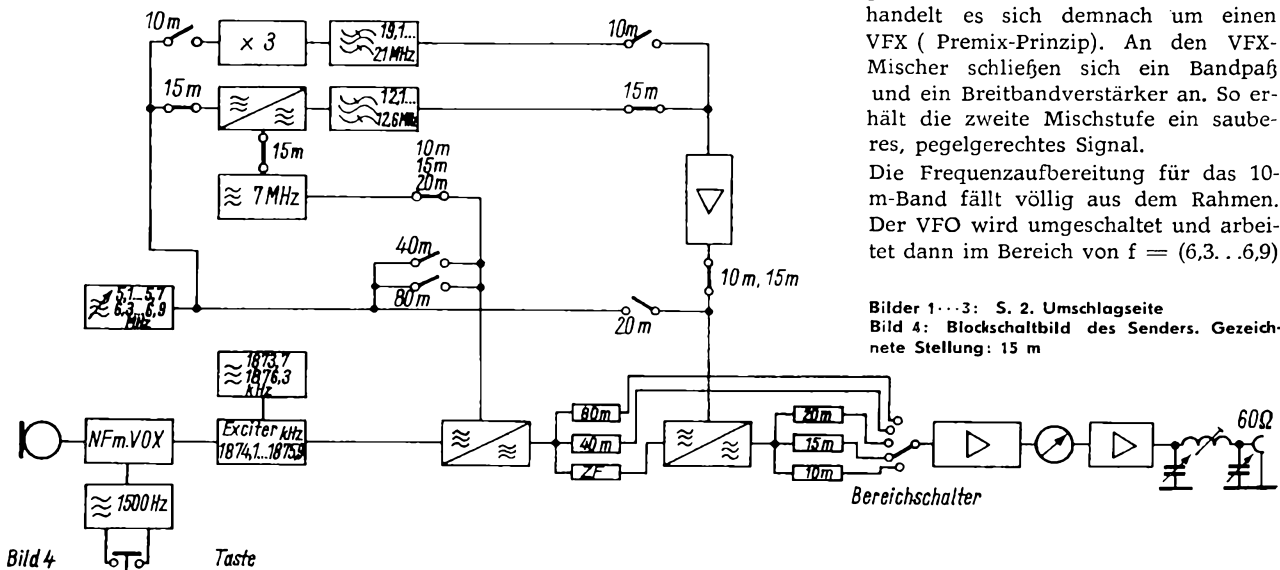 10m
× 3
19,1...
21 MHz
10m
15m
12,1...
12,6 MHz
15m
15m
7 MHz
10m
15m
20m
40m
80m
10m, 15m
20m
5,1...5,7
6,3...6,9
MHz
1873,7
1876,3
kHz
NFm.VOX
Exciter kHz
1874,1...1875,9
1500 Hz
Taste
80m
40m
ZF
20m
15m
10m
Bereichschalter
60Ω
Bild 4
handelt es sich demnach um einen
VFX ( Premix-Prinzip). An den VFX-
Mischer schließen sich ein Bandpaß
und ein Breitbandverstärker an. So er-
hält die zweite Mischstufe ein saube-
res, pegelgerechtes Signal.
Die Frequenzaufbereitung für das 10-
m-Band fällt völlig aus dem Rahmen.
Der VFO wird umgeschaltet und arbei-
tet dann im Bereich von f = (6,3...6,9)
Bilder 1···3: S. 2. Umschlagseite
Bild 4: Blockschaltbild des Senders. Gezeich-
nete Stellung: 15 m